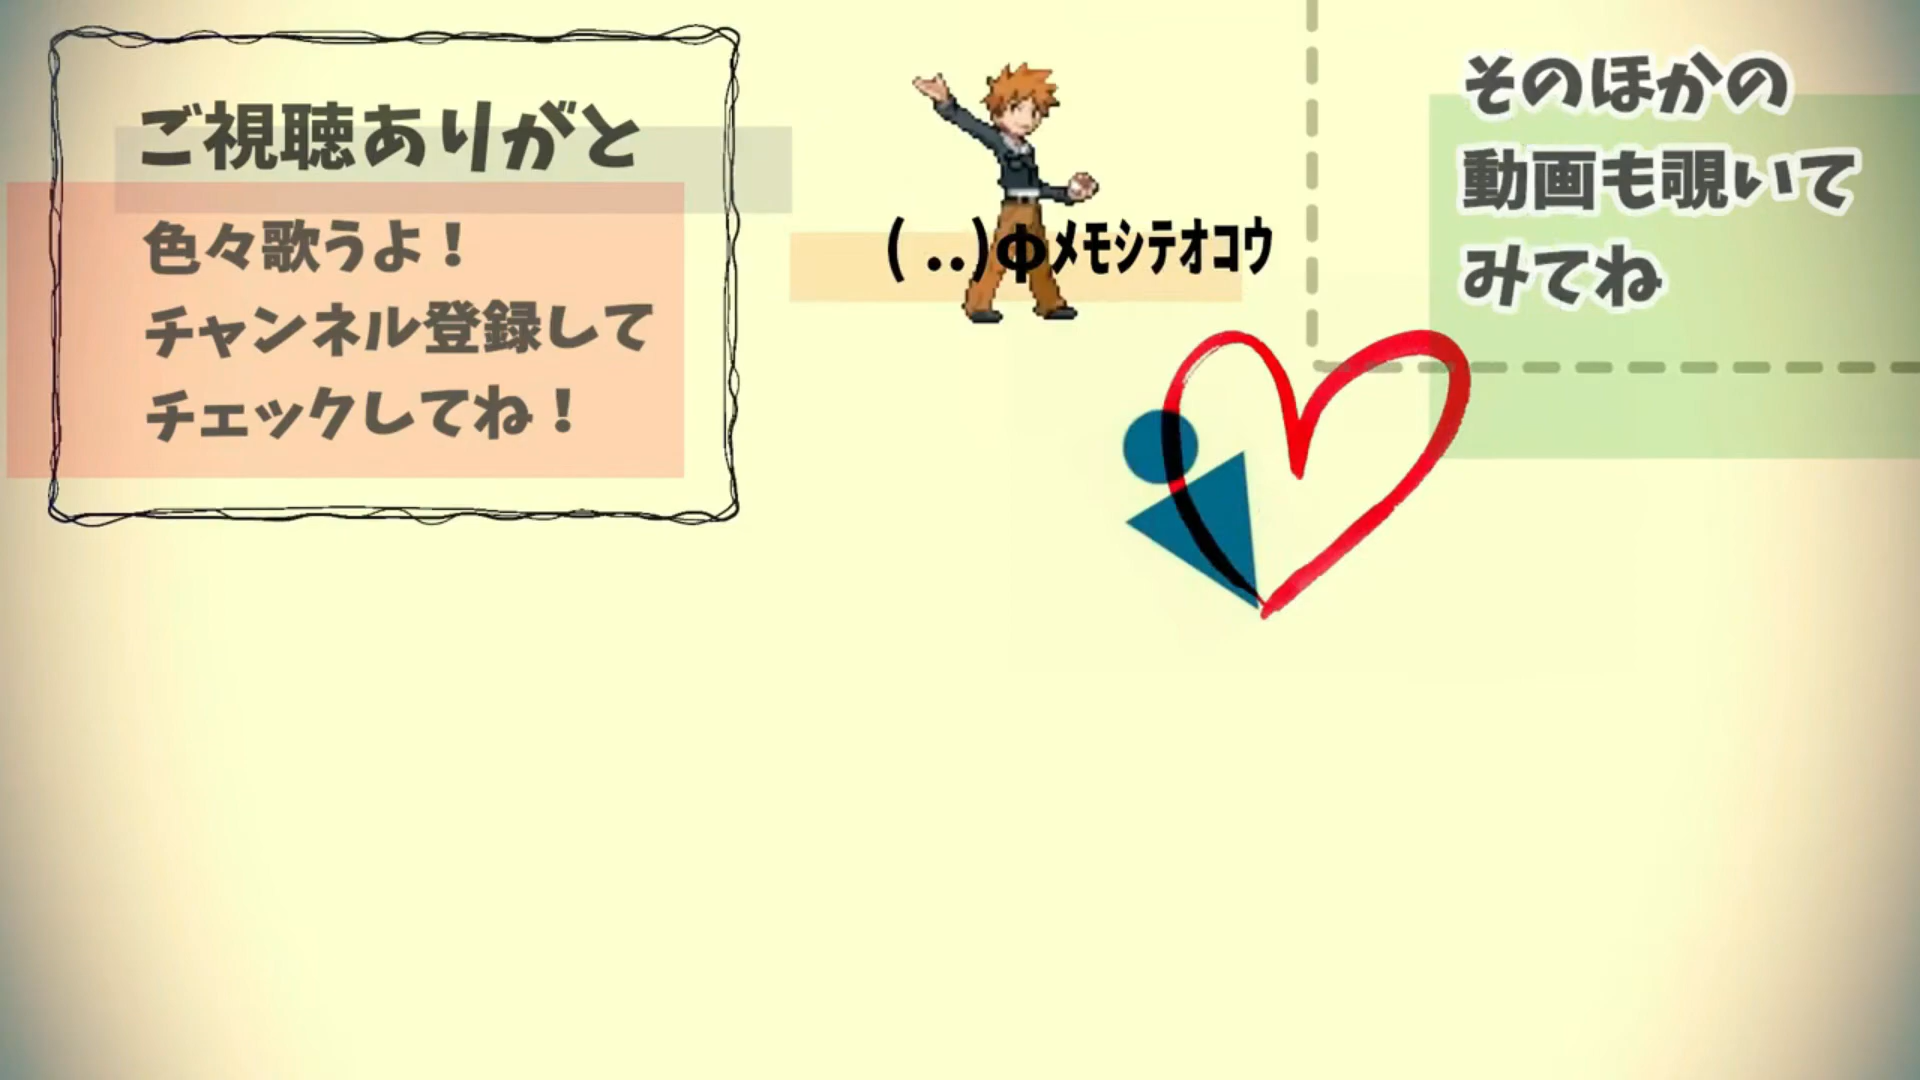 ご視聴ありがと
色々歌うよ！
チャンネル登録して
チェックしてね！
( ..)φﾒﾓｼﾃｵｺｳ
そのほかの
動画も覗いて
みてね